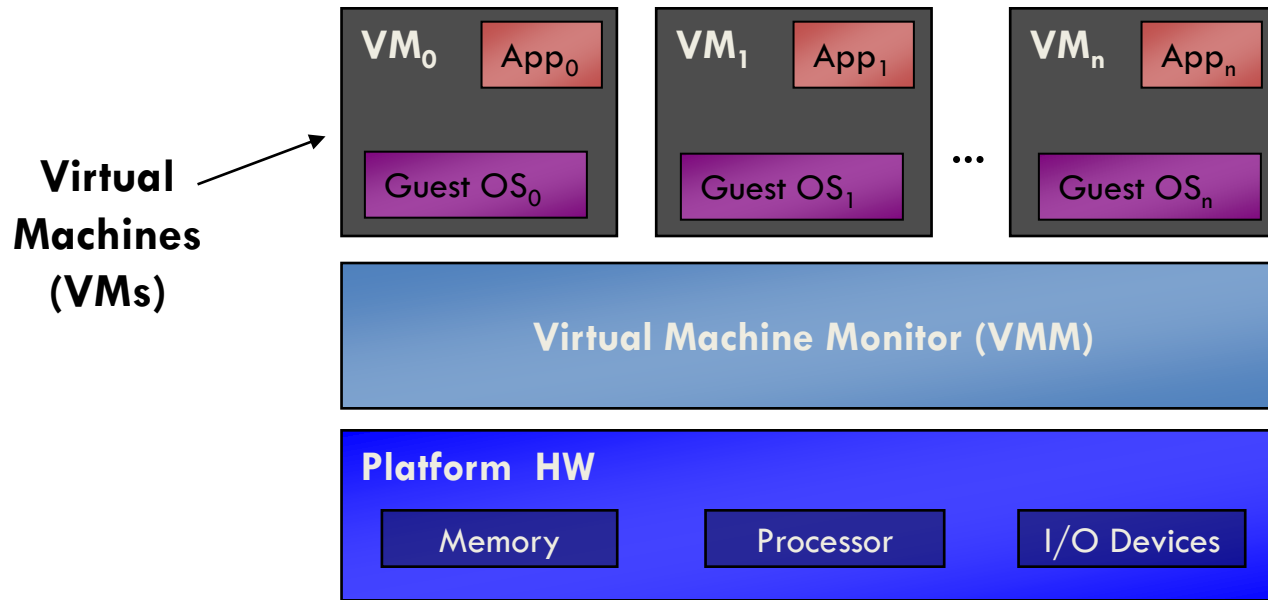 VM₀ App₀
VM₁ App₁
VMₙ Appₙ
Virtual
Machines
(VMs)
Guest OS₀
Guest OS₁
...
Guest OSₙ
Virtual Machine Monitor (VMM)
Platform HW
Memory
Processor
I/O Devices